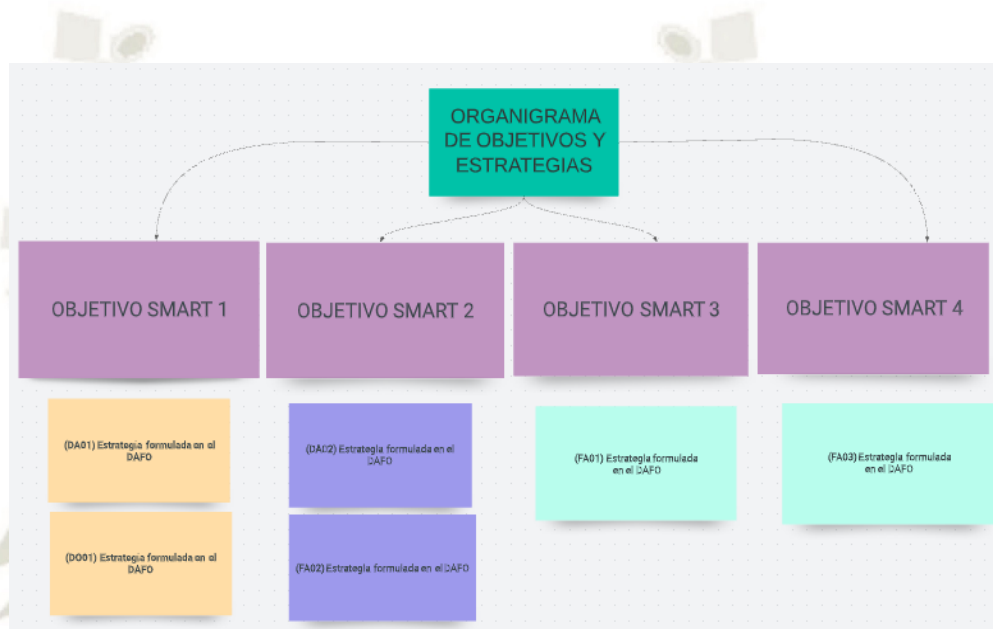 ORGANIGRAMA
DE OBJETIVOS Y
ESTRATEGIAS
OBJETIVO SMART 1
OBJETIVO SMART 2
OBJETIVO SMART 3
OBJETIVO SMART 4
(DA01) Estrategia formulada en el
DAFO
(DA02) Estrategia formulada en el
DAFO
(FA01) Estrategia formulada
en el DAFO
(FA03) Estrategia formulada
en el DAFO
(DO01) Estrategia formulada en el
DAFO
(FA02) Estrategia formulada en el DAFO